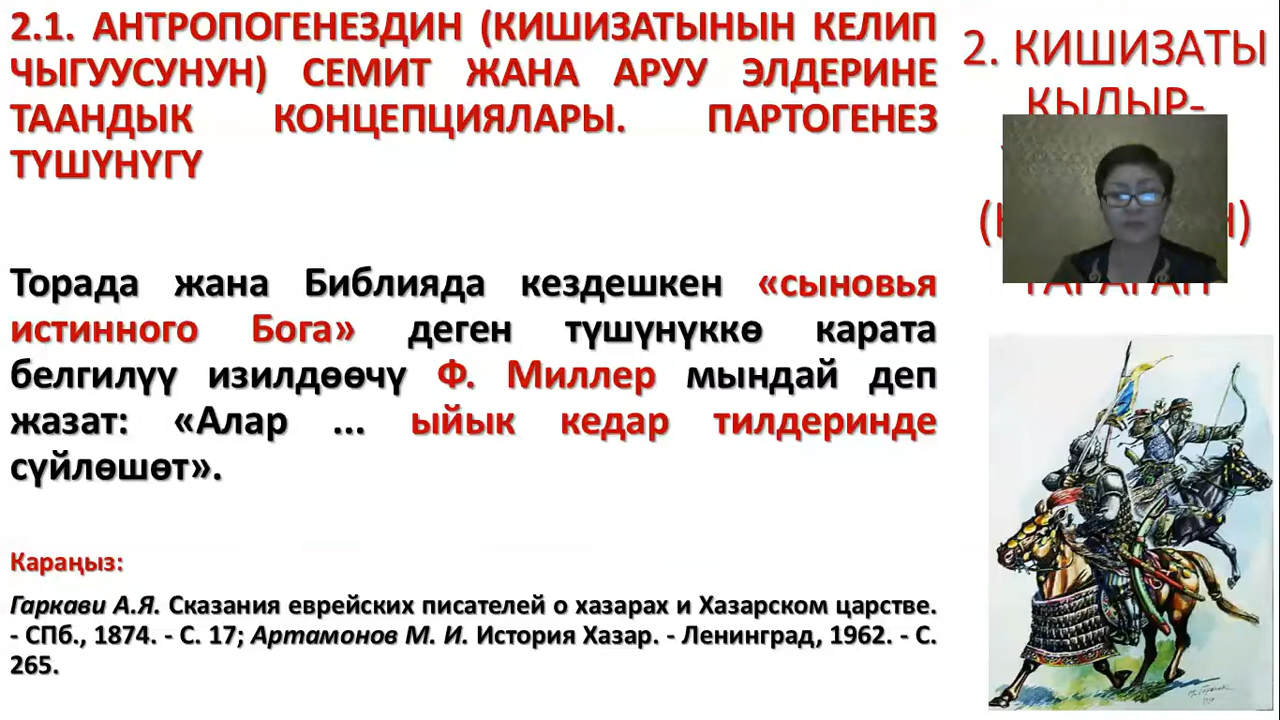 2.1. АНТРОПОГЕНЕЗДИН (КИШИЗАТЫНЫН КЕЛИП
ЧЫГУУСУНУН) СЕМИТ ЖАНА АРУУ ЭЛДЕРИНЕ
ТААНДЫК КОНЦЕПЦИЯЛАРЫ. ПАРТОГЕНЕЗ
ТҮШҮНҮГҮ
Торада жана Библияда кездешкен «сыновья
истинного Бога» деген түшүнүккө карата
белгилүү изилдөөчү Ф. Миллер мындай деп
жазат: «Алар ... ыйык кедар тилдеринде
сүйлөшөт».
Караңыз:
Гаркави А.Я. Сказания еврейских писателей о хазарах и Хазарском царстве.
- СПб., 1874. - С. 17; Артамонов М. И. История Хазар. - Ленинград, 1962. - С.
265.
2. КИШИЗАТЫ